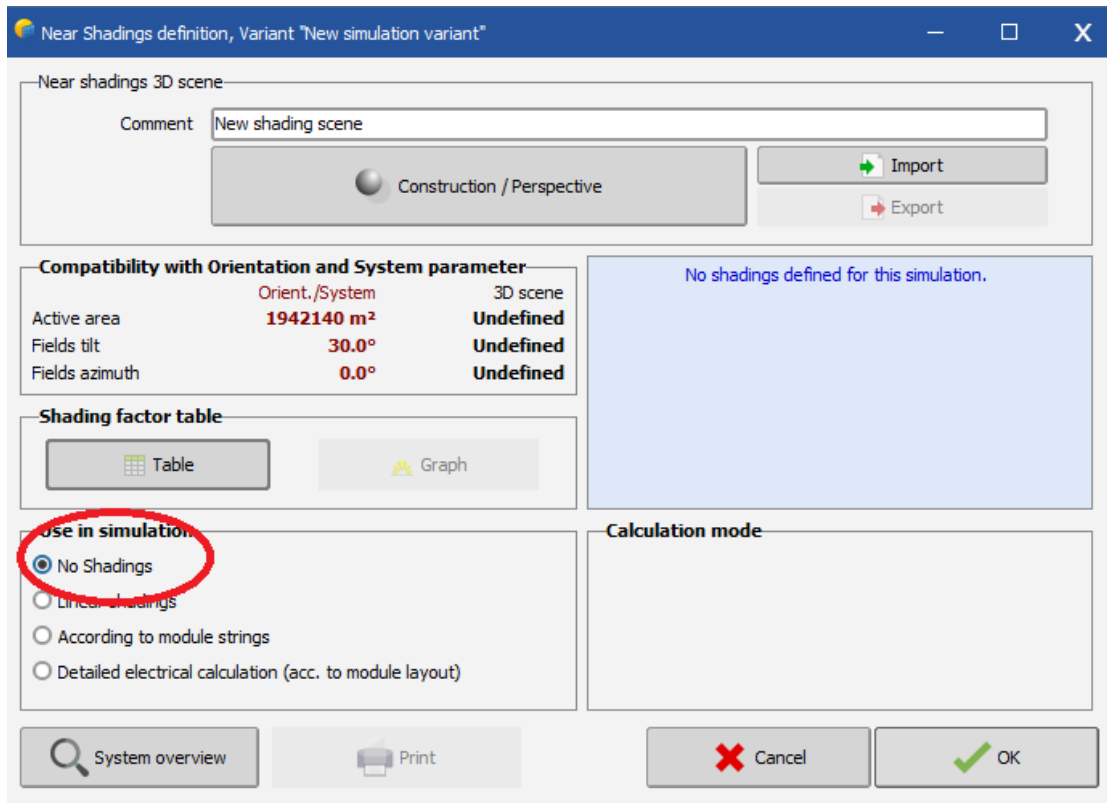 Near Shadings definition, Variant "New simulation variant"
Near shadings 3D scene
Comment New shading scene
Construction / Perspective
Import
Export
Compatibility with Orientation and System parameter
Orient./System 3D scene
Active area 1942140 m² Undefined
Fields tilt 30.0° Undefined
Fields azimuth 0.0° Undefined
No shadings defined for this simulation.
Shading factor table
Table Graph
Use in simulation
No Shadings
Linear shadings
According to module strings
Detailed electrical calculation (acc. to module layout)
Calculation mode
System overview Print Cancel OK